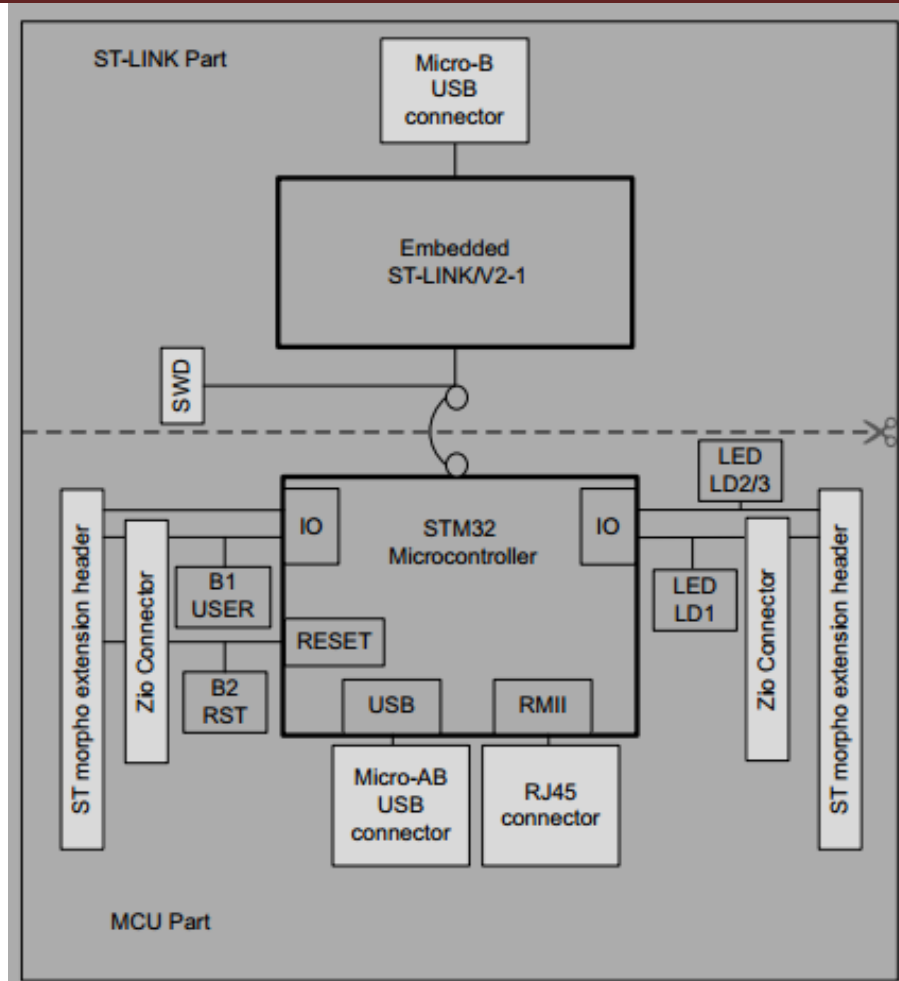 ST-LINK Part
Micro-B
USB
connector
Embedded
ST-LINK/V2-1
SWD
LED
LD2/3
IO
STM32
Microcontroller
IO
ST morpho extension header
Zio Connector
B1
USER
LED
LD1
Zio Connector
ST morpho extension header
RESET
B2
RST
USB
RMII
Micro-AB
USB
connector
RJ45
connector
MCU Part